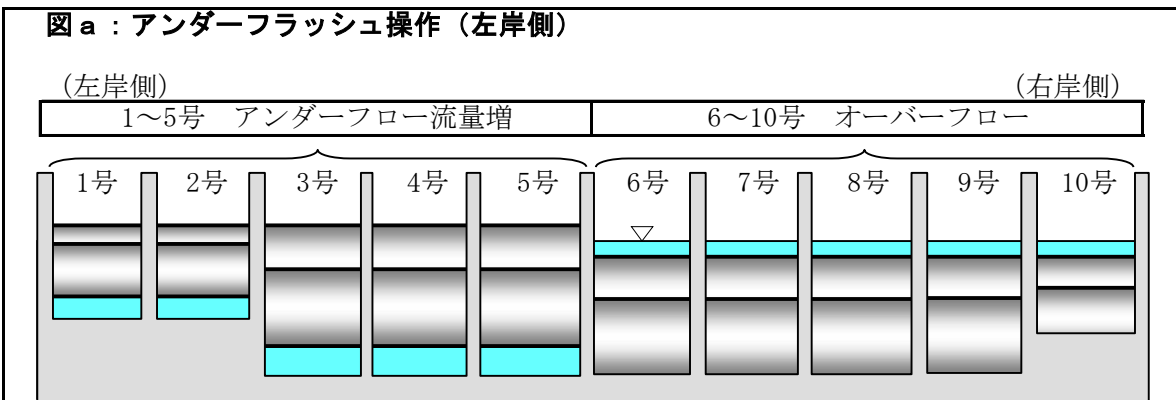 図a：アンダーフラッシュ操作（左岸側）
（左岸側） （右岸側）
1～5号　アンダーフロー流量増 6～10号　オーバーフロー
1号 2号 3号 4号 5号 6号 7号 8号 9号 10号